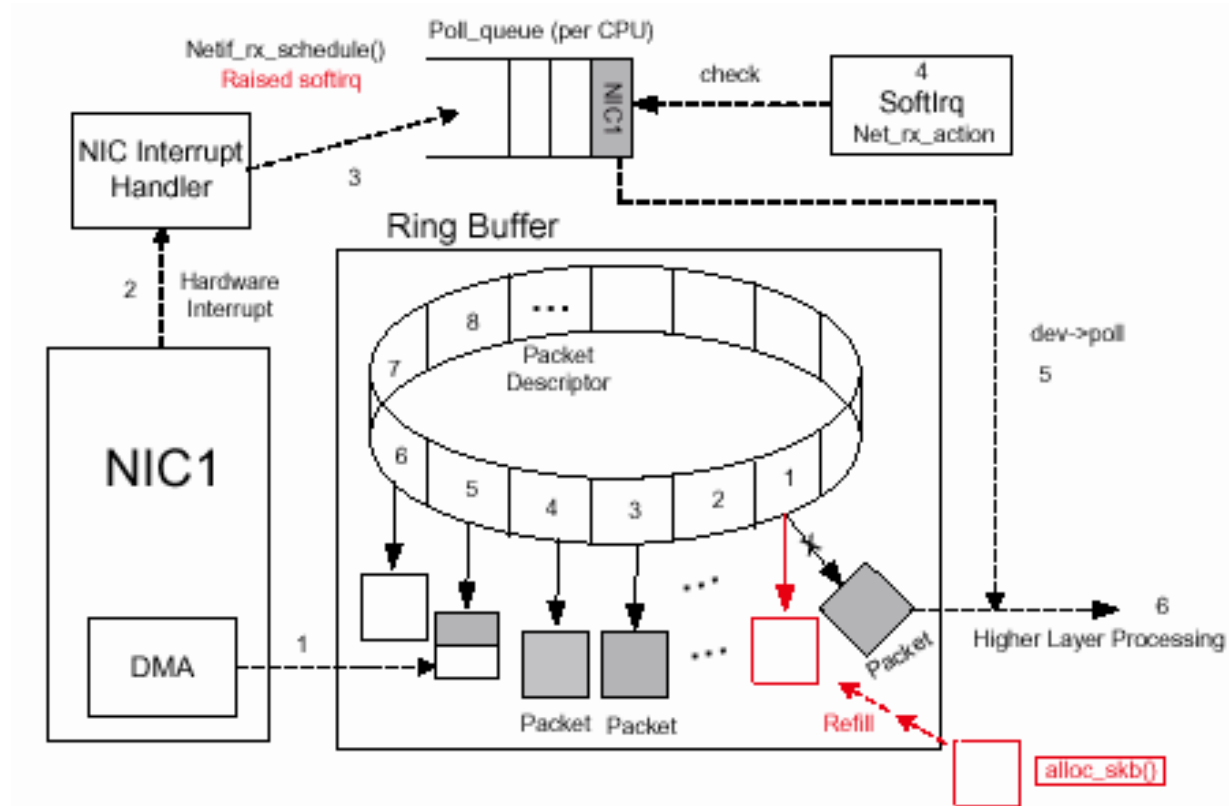 Poll_queue (per CPU)
Netif_rx_schedule()
Raised softirq
check
4
SoftIrq
Net_rx_action
NIC1
NIC Interrupt
Handler
3
Ring Buffer
2
Hardware
Interrupt
8
...
Packet
Descriptor
7
dev->poll
5
NIC1
6
5
4
3
2
1
...
DMA
1
...
Packet
6
Higher Layer Processing
Packet
Packet
Refill
alloc_skb()